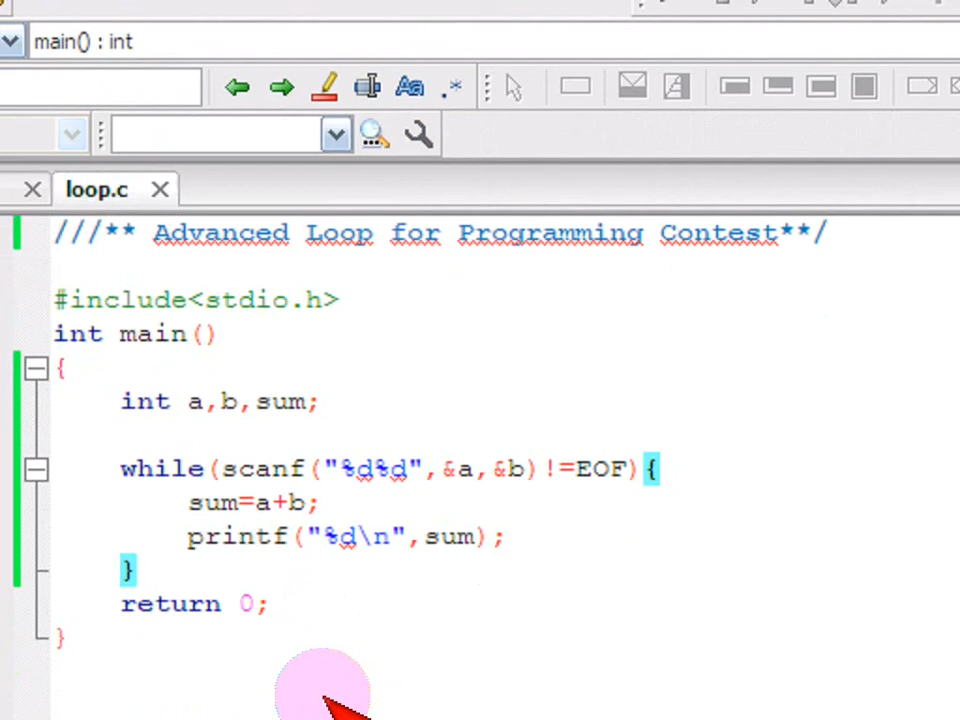 main() : int
loop.c
///** Advanced Loop for Programming Contest**/
#include<stdio.h>
int main()
{
int a,b,sum;
while(scanf("%d%d",&a,&b)!=EOF){
sum=a+b;
printf("%d\n",sum);
}
return 0;
}